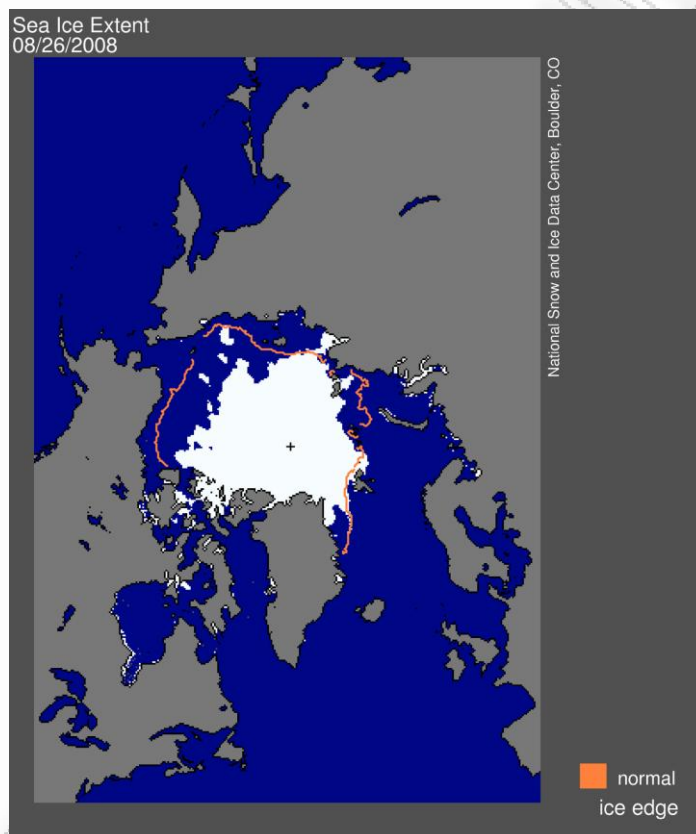 Sea Ice Extent
08/26/2008
National Snow and Ice Data Center, Boulder, CO
normal
ice edge